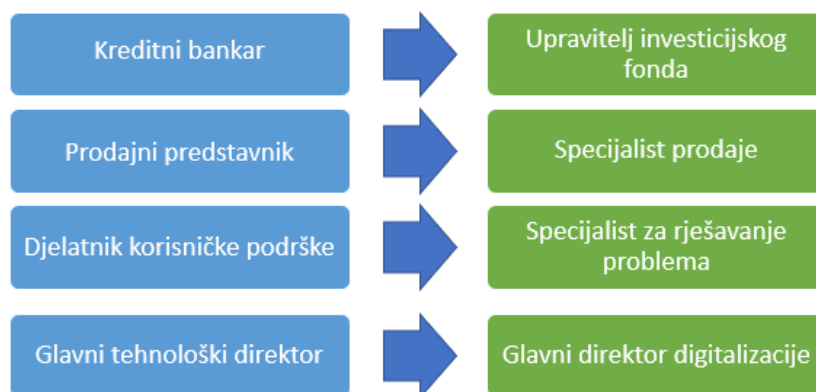 Kreditni bankar
Upravitelj investicijskog
fonda
Prodajni predstavnik
Specijalist prodaje
Djelatnik korisničke podrške
Specijalist za rješavanje
problema
Glavni tehnološki direktor
Glavni direktor digitalizacije